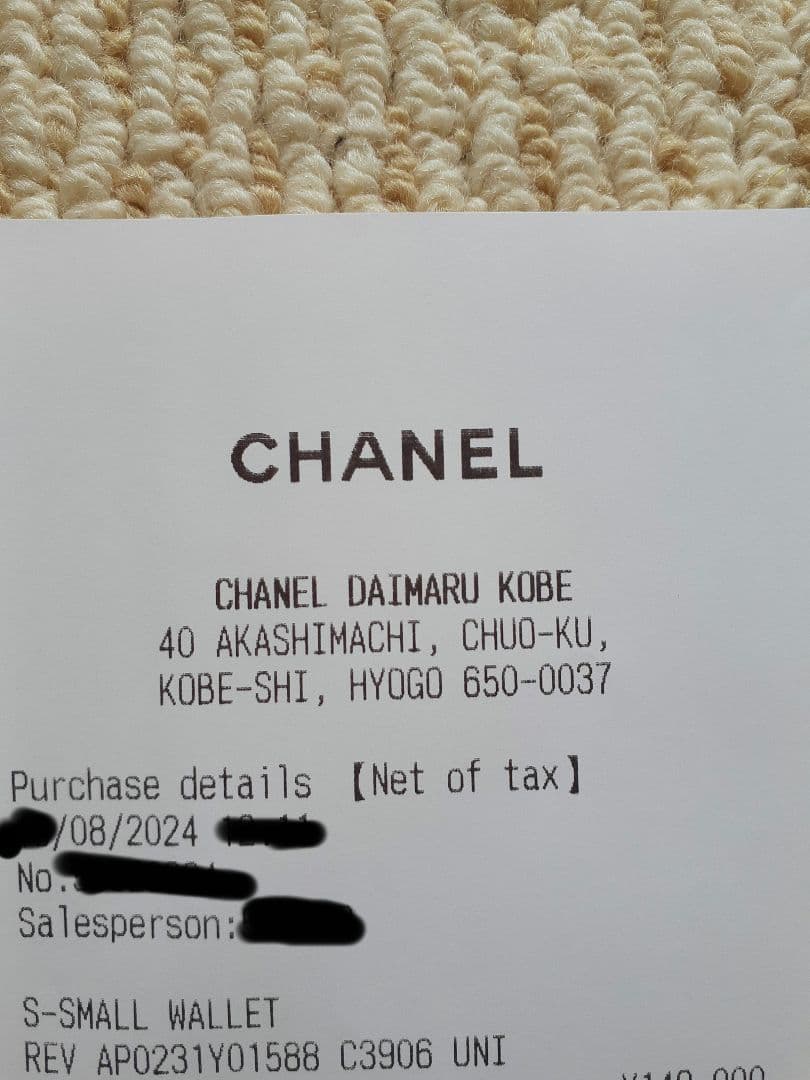 CHANEL
CHANEL DAIMARU KOBE
40 AKASHIMACHI, CHUO-KU,
KOBE-SHI, HYOGO 650-0037
Purchase details 【Net of tax】
/08/2024
No.
Salesperson:
S-SMALL WALLET
REV AP0231Y01588 C3906 UNI